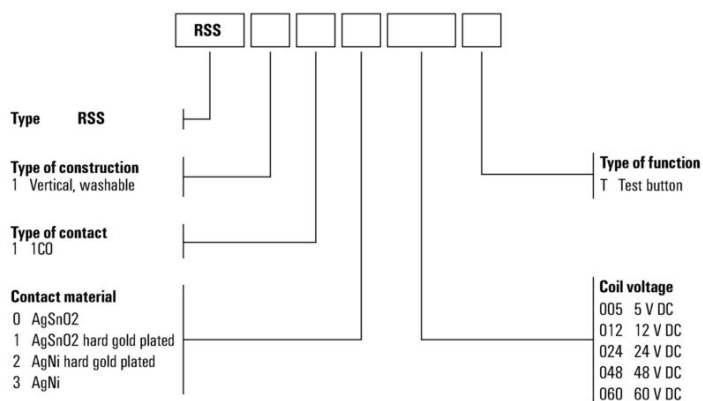 RSS
Type RSS
Type of construction
1 Vertical, washable
Type of contact
1 1CO
Contact material
0 AgSnO2
1 AgSnO2 hard gold plated
2 AgNi hard gold plated
3 AgNi
Type of function
T Test button
Coil voltage
005 5 V DC
012 12 V DC
024 24 V DC
048 48 V DC
060 60 V DC